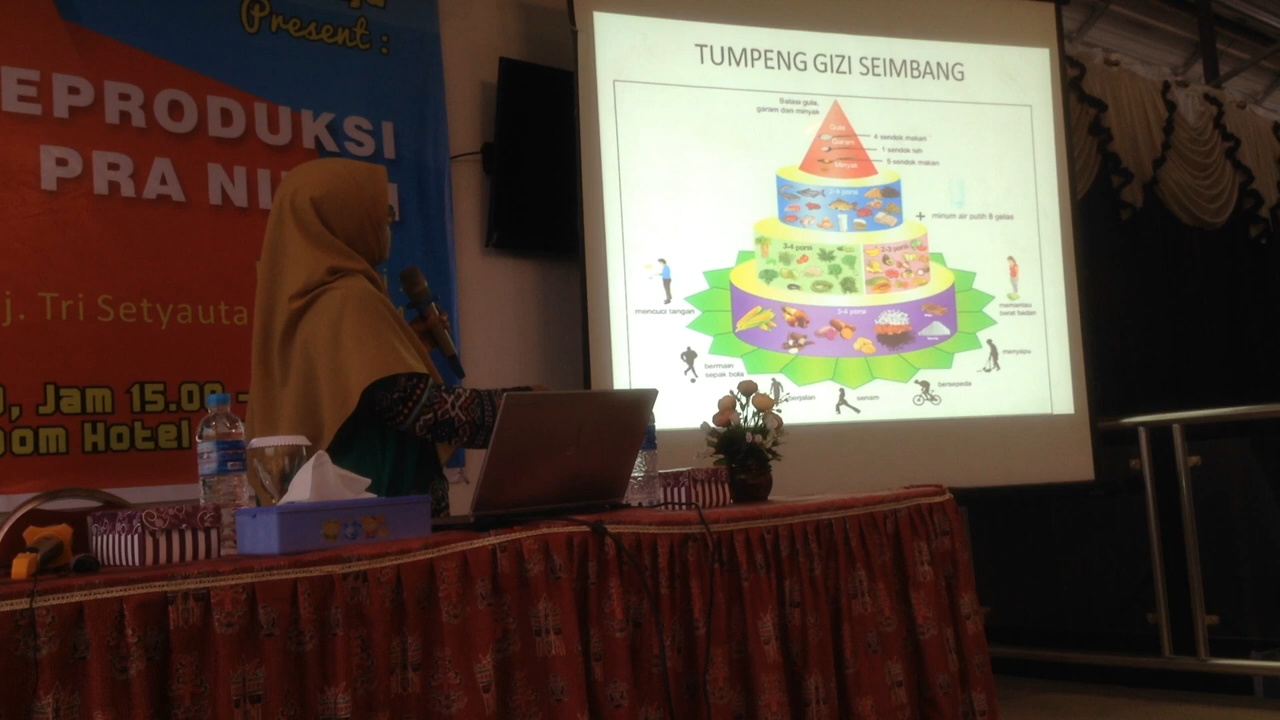 Present :
EPRODUKSI
PRA NI
j. Tri Setyauta
, Jam 15.00 -
oom Hotel
TUMPENG GIZI SEIMBANG
Batasi gula,
garam dan minyak
Gula
4 sendok makan
Garam
1 sendok teh
Minyak
5 sendok makan
2-4 porsi
+ minum air putih 8 gelas
3-4 porsi
2-3 porsi
3-4 porsi
mencuci tangan
memantau
berat badan
bermain
sepak bola
berjalan
senam
bersepeda
menyapu